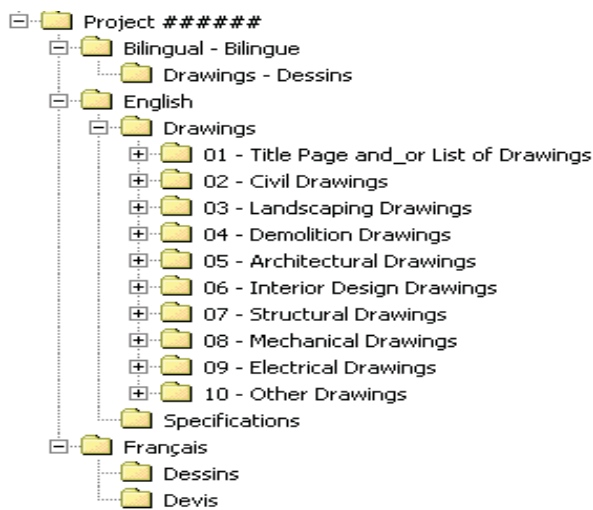 Project ######
Bilingual - Bilingue
Drawings - Dessins
English
Drawings
01 - Title Page and_or List of Drawings
02 - Civil Drawings
03 - Landscaping Drawings
04 - Demolition Drawings
05 - Architectural Drawings
06 - Interior Design Drawings
07 - Structural Drawings
08 - Mechanical Drawings
09 - Electrical Drawings
10 - Other Drawings
Specifications
Français
Dessins
Devis